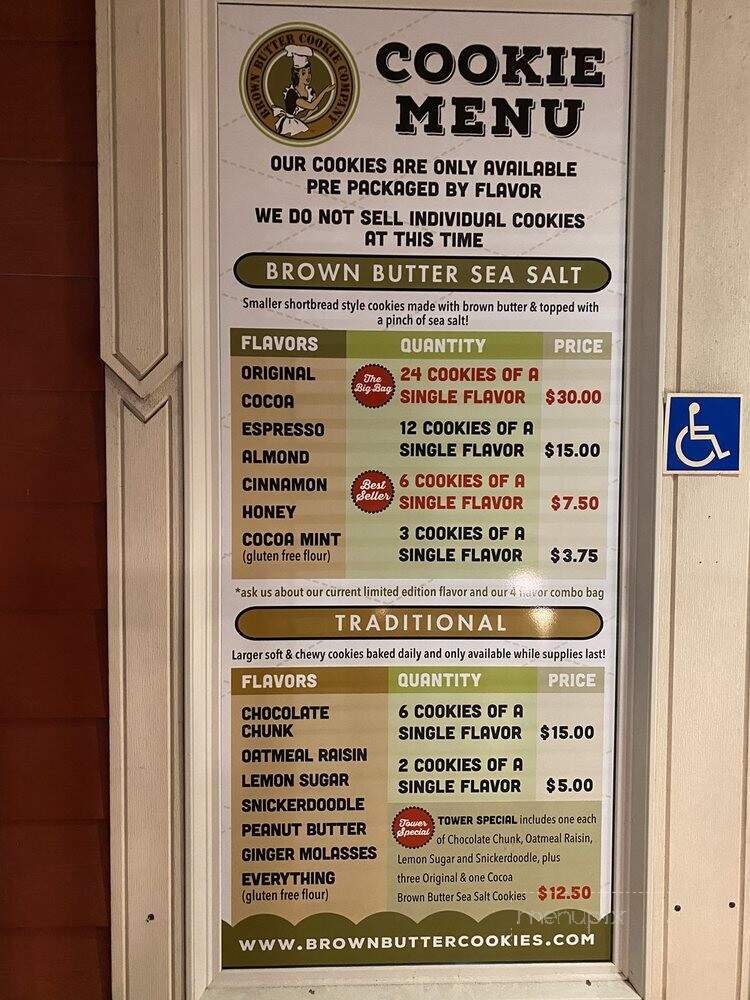 BROWN BUTTER COOKIE COMPANY
COOKIE
MENU
OUR COOKIES ARE ONLY AVAILABLE
PRE PACKAGED BY FLAVOR
WE DO NOT SELL INDIVIDUAL COOKIES
AT THIS TIME
BROWN BUTTER SEA SALT
Smaller shortbread style cookies made with brown butter & topped with
a pinch of sea salt!
FLAVORS QUANTITY PRICE
ORIGINAL
COCOA
ESPRESSO
ALMOND
CINNAMON
HONEY
COCOA MINT
(gluten free flour)
The
Big Bag
24 COOKIES OF A
SINGLE FLAVOR $30.00
12 COOKIES OF A
SINGLE FLAVOR $15.00
Best
Seller
6 COOKIES OF A
SINGLE FLAVOR $7.50
3 COOKIES OF A
SINGLE FLAVOR $3.75
*ask us about our current limited edition flavor and our 4 flavor combo bag
TRADITIONAL
Larger soft & chewy cookies baked daily and only available while supplies last!
FLAVORS QUANTITY PRICE
CHOCOLATE
CHUNK
OATMEAL RAISIN
LEMON SUGAR
SNICKERDOODLE
PEANUT BUTTER
GINGER MOLASSES
EVERYTHING
(gluten free flour)
6 COOKIES OF A
SINGLE FLAVOR $15.00
2 COOKIES OF A
SINGLE FLAVOR $5.00
Tower
Special
TOWER SPECIAL includes one each
of Chocolate Chunk, Oatmeal Raisin,
Lemon Sugar and Snickerdoodle, plus
three Original & one Cocoa
Brown Butter Sea Salt Cookies $12.50
menupix
WWW.BROWNBUTTERCOOKIES.COM